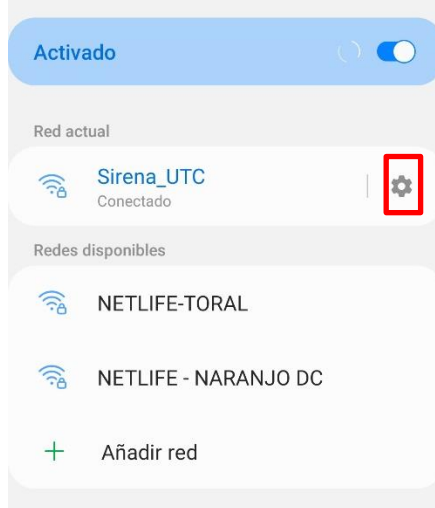 Activado
Red actual
Sirena_UTC
Conectado
Redes disponibles
NETLIFE-TORAL
NETLIFE - NARANJO DC
Añadir red